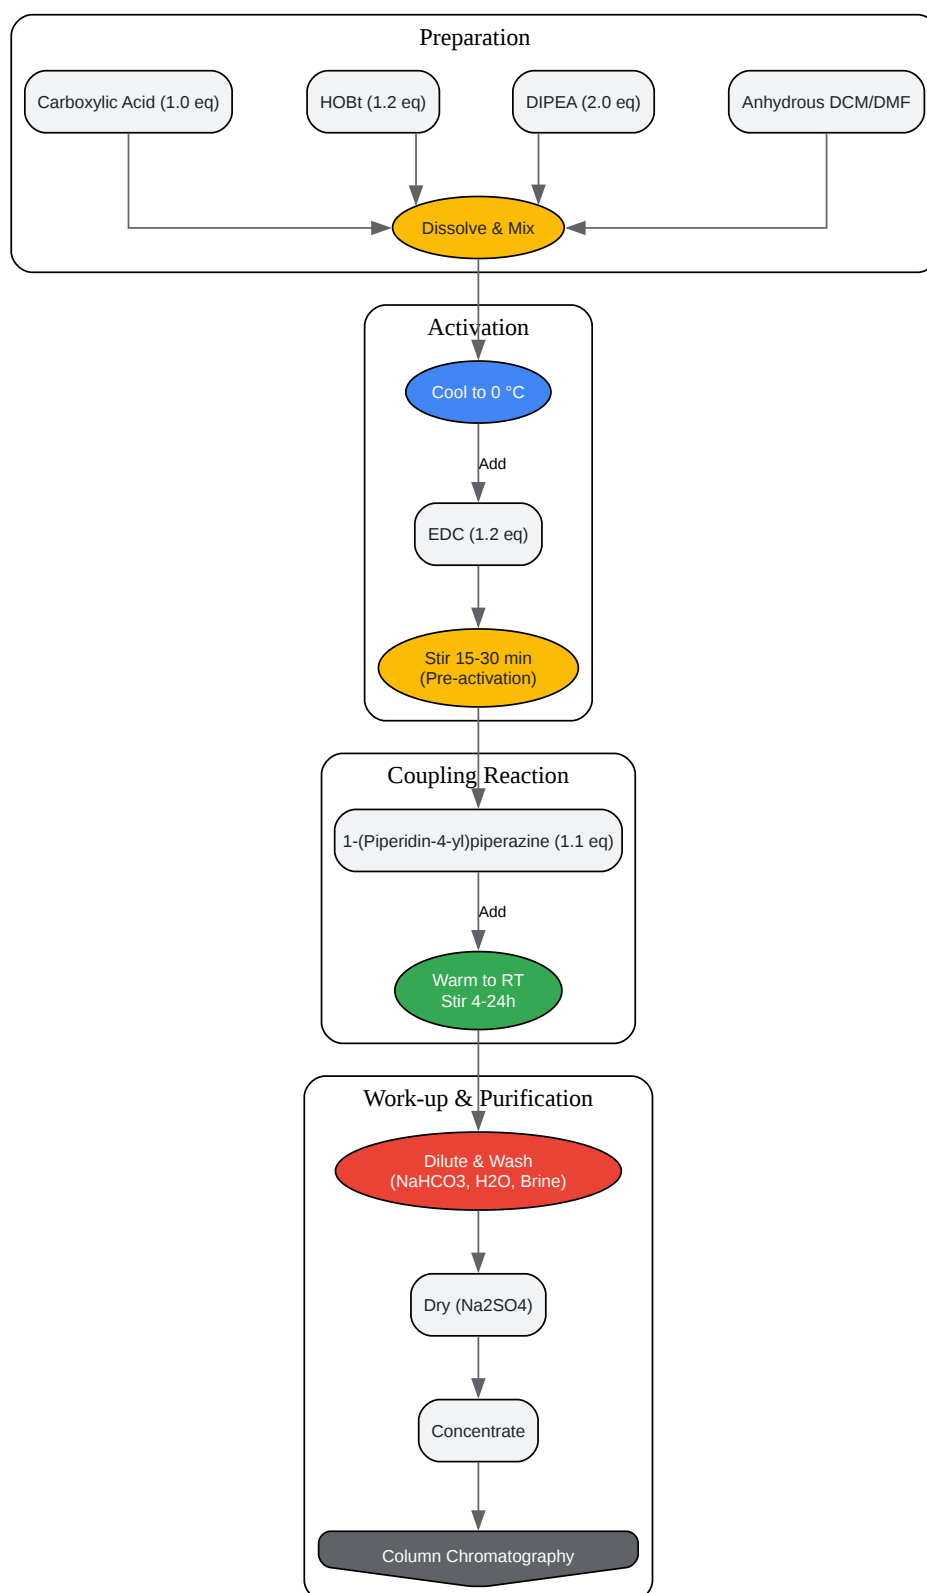 Preparation
Carboxylic Acid (1.0 eq)
HOBt (1.2 eq)
DIPEA (2.0 eq)
Anhydrous DCM/DMF
Dissolve & Mix
Activation
Cool to 0 °C
Add
EDC (1.2 eq)
Stir 15-30 min
(Pre-activation)
Coupling Reaction
1-(Piperidin-4-yl)piperazine (1.1 eq)
Add
Warm to RT
Stir 4-24h
Work-up & Purification
Dilute & Wash
(NaHCO3, H2O, Brine)
Dry (Na2SO4)
Concentrate
Column Chromatography